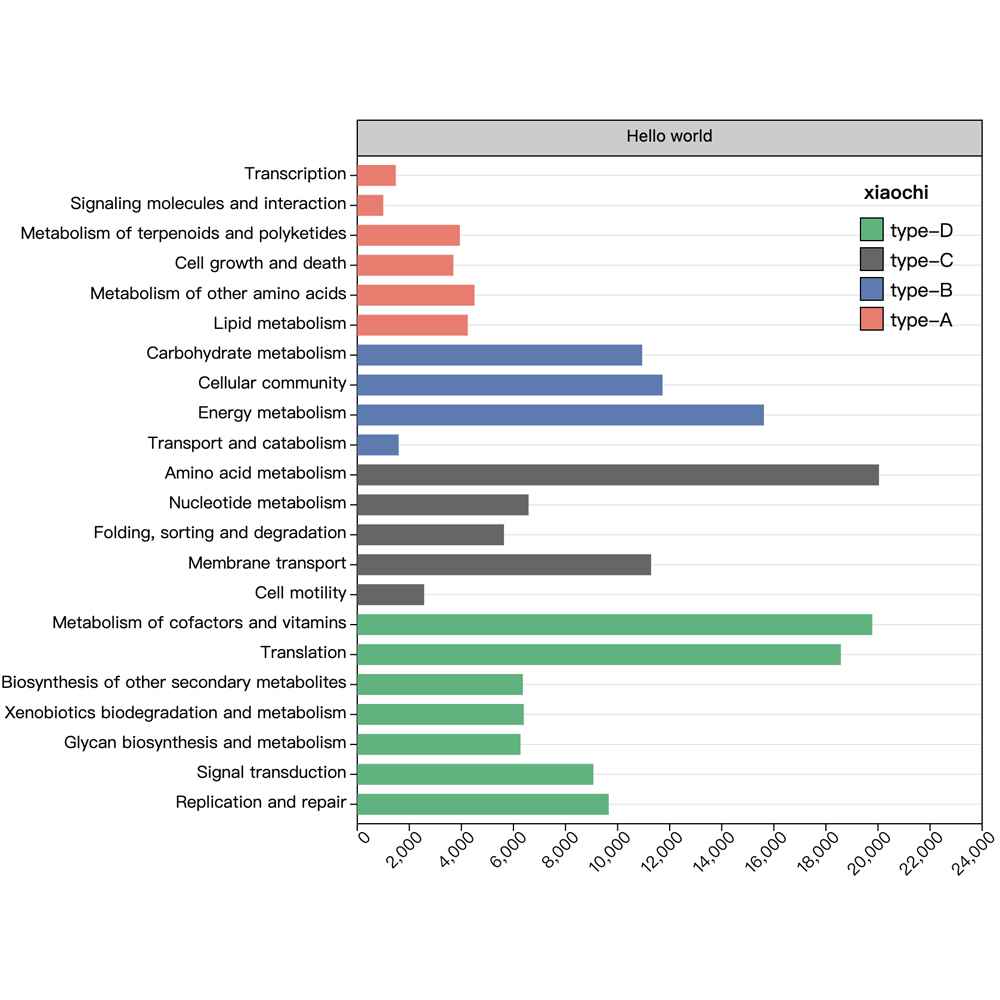 Hello world
xiaochi
type-D
type-C
type-B
type-A
Transcription
Signaling molecules and interaction
Metabolism of terpenoids and polyketides
Cell growth and death
Metabolism of other amino acids
Lipid metabolism
Carbohydrate metabolism
Cellular community
Energy metabolism
Transport and catabolism
Amino acid metabolism
Nucleotide metabolism
Folding, sorting and degradation
Membrane transport
Cell motility
Metabolism of cofactors and vitamins
Translation
Biosynthesis of other secondary metabolites
Xenobiotics biodegradation and metabolism
Glycan biosynthesis and metabolism
Signal transduction
Replication and repair
0
2,000
4,000
6,000
8,000
10,000
12,000
14,000
16,000
18,000
20,000
22,000
24,000